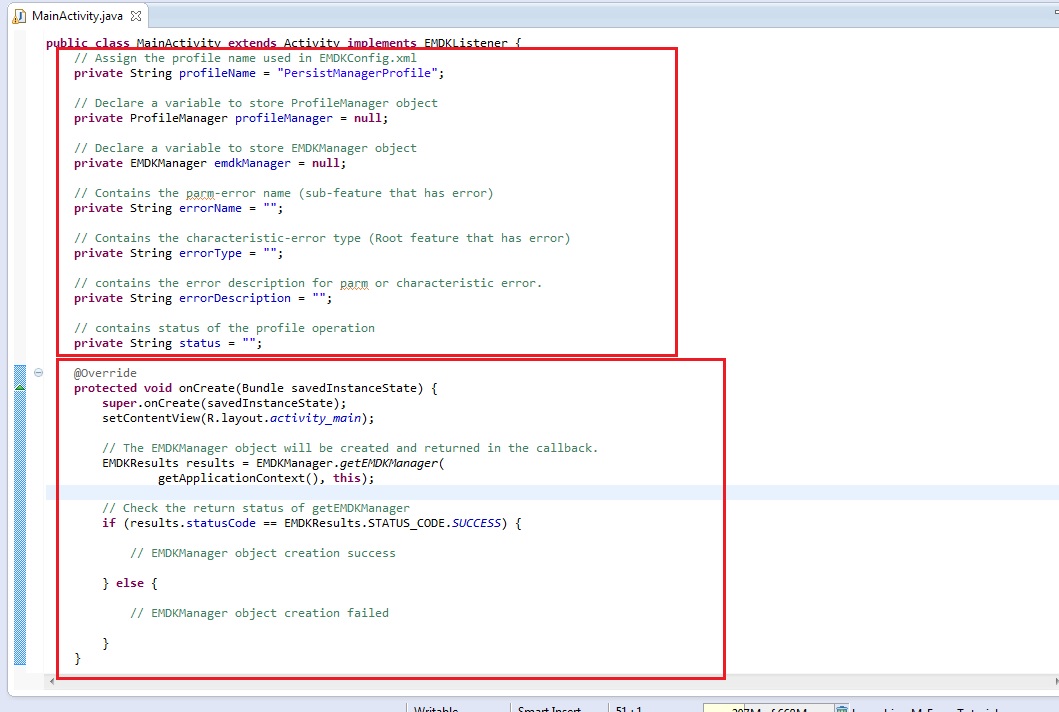 MainActivity.java
public class MainActivity extends Activity implements EMDKListener {
// Assign the profile name used in EMDKConfig.xml
private String profileName = "PersistManagerProfile";
// Declare a variable to store ProfileManager object
private ProfileManager profileManager = null;
// Declare a variable to store EMDKManager object
private EMDKManager emdkManager = null;
// Contains the parm-error name (sub-feature that has error)
private String errorName = "";
// Contains the characteristic-error type (Root feature that has error)
private String errorType = "";
// contains the error description for parm or characteristic error.
private String errorDescription = "";
// contains status of the profile operation
private String status = "";
@Override
protected void onCreate(Bundle savedInstanceState) {
super.onCreate(savedInstanceState);
setContentView(R.layout.activity_main);
// The EMDKManager object will be created and returned in the callback.
EMDKResults results = EMDKManager.getEMDKManager(
getApplicationContext(), this);
// Check the return status of getEMDKManager
if (results.statusCode == EMDKResults.STATUS_CODE.SUCCESS) {
// EMDKManager object creation success
} else {
// EMDKManager object creation failed
}
}
Writable
Smart Insert
51 : 1